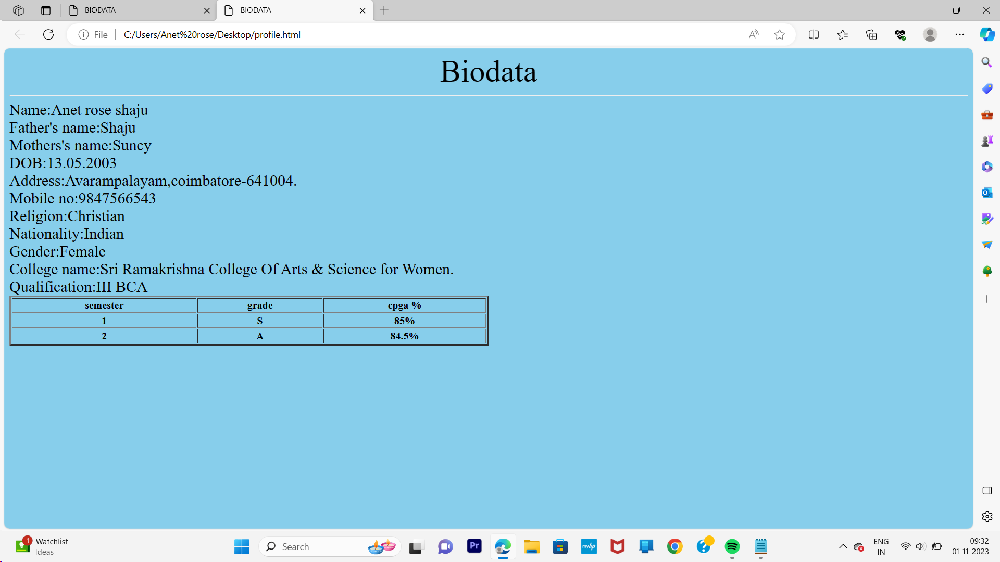 BIODATA
BIODATA
File
C:/Users/Anet%20rose/Desktop/profile.html
Biodata
Name:Anet rose shaju
Father's name:Shaju
Mothers's name:Suncy
DOB:13.05.2003
Address:Avarampalayam,coimbatore-641004.
Mobile no:9847566543
Religion:Christian
Nationality:Indian
Gender:Female
College name:Sri Ramakrishna College Of Arts & Science for Women.
Qualification:III BCA
semester grade cpga %
1 S 85%
2 A 84.5%
1
Watchlist
Ideas
Search
Pr
myhp
ENG
IN
09:32
01-11-2023